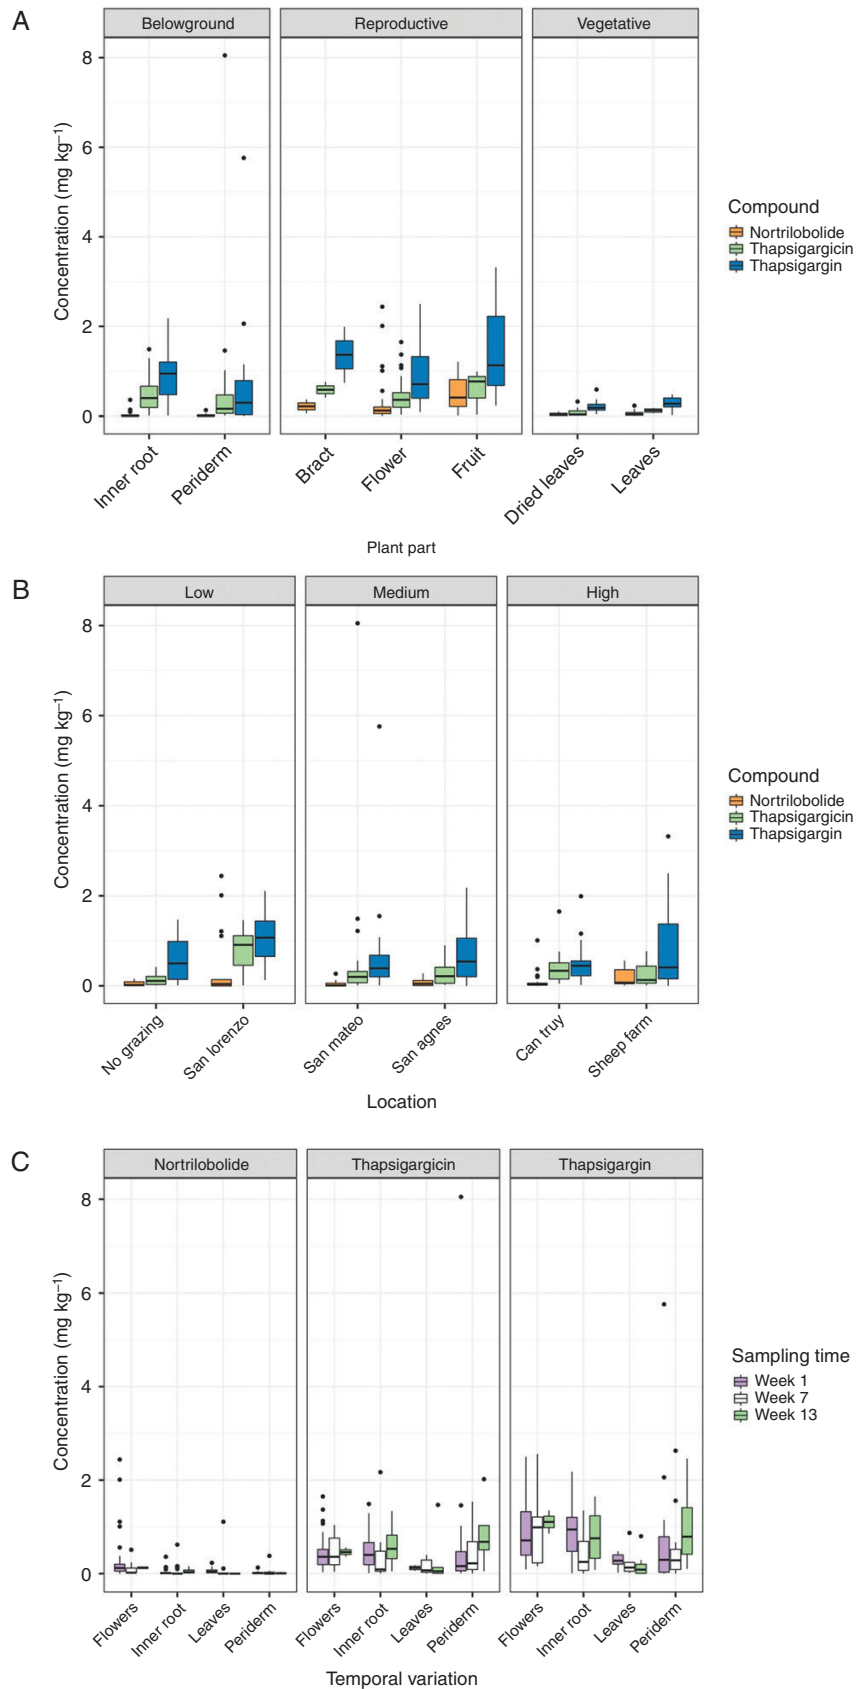 A
Belowground
Reproductive
Vegetative
Concentration (mg kg⁻¹)
8
6
4
2
0
Inner root
Periderm
Bract
Flower
Fruit
Dried leaves
Leaves
Plant part
Compound
Nortrilobolide
Thapsigargicin
Thapsigargin
B
Low
Medium
High
Concentration (mg kg⁻¹)
8
6
4
2
0
No grazing
San lorenzo
San mateo
San agnes
Can truy
Sheep farm
Location
Compound
Nortrilobolide
Thapsigargicin
Thapsigargin
C
Nortrilobolide
Thapsigargicin
Thapsigargin
Concentration (mg kg⁻¹)
8
6
4
2
0
Flowers
Inner root
Leaves
Periderm
Flowers
Inner root
Leaves
Periderm
Flowers
Inner root
Leaves
Periderm
Temporal variation
Sampling time
Week 1
Week 7
Week 13